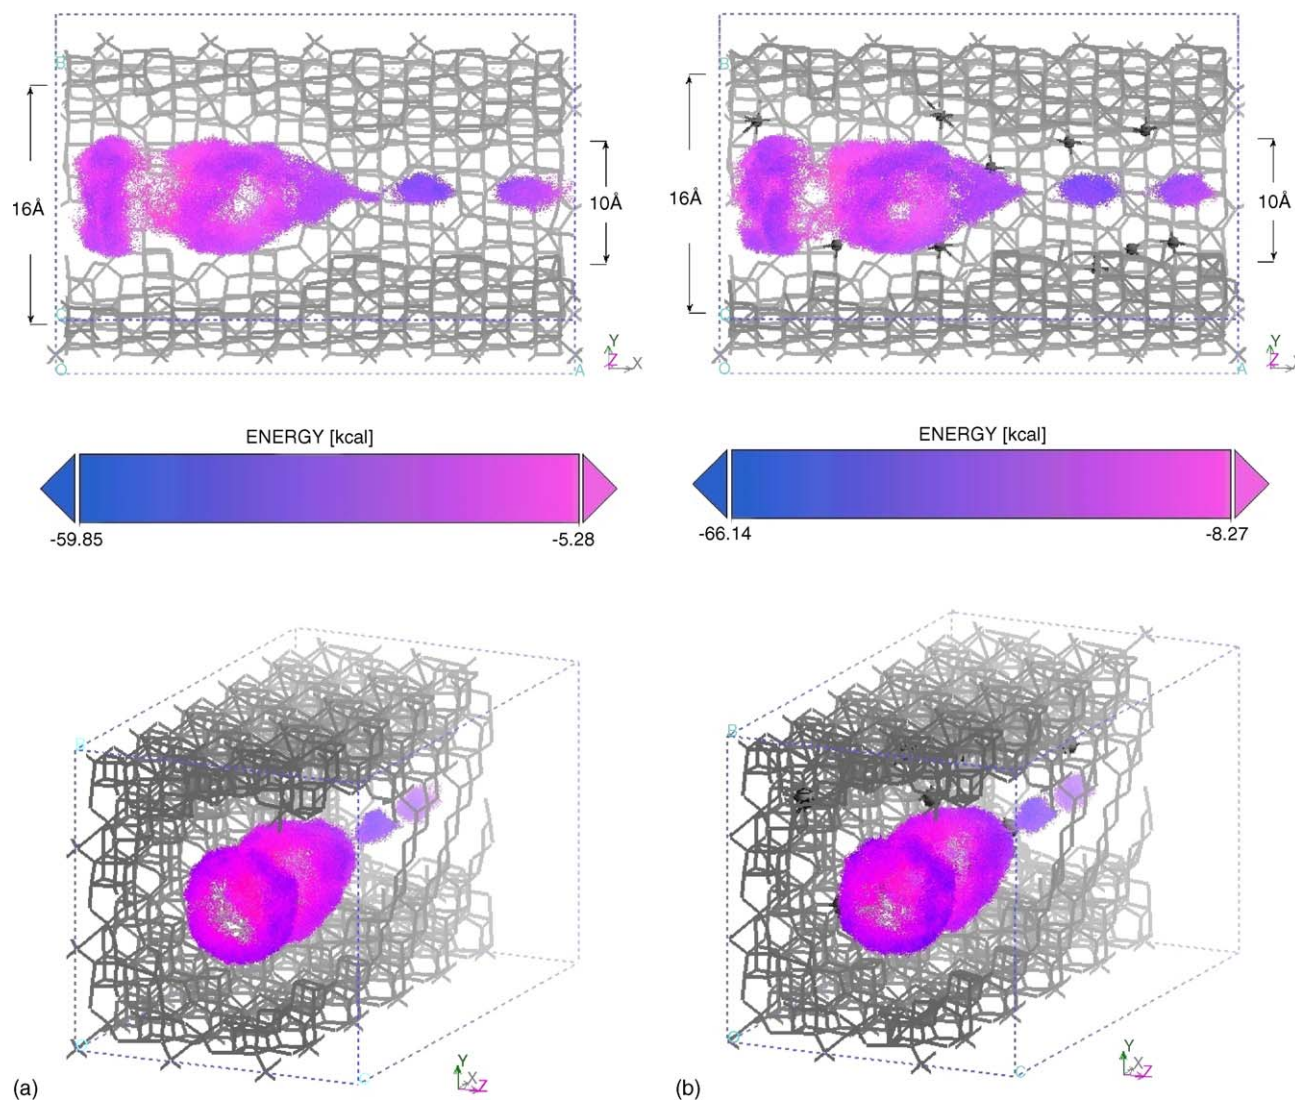 B
B
16Å
10Å
16Å
10Å
O
A
Y
Z
X
O
A
Y
Z
ENERGY [kcal]
ENERGY [kcal]
-59.85
-5.28
-66.14
-8.27
B
B
O
(a)
Y
X
Z
(b)
Y
X
Z